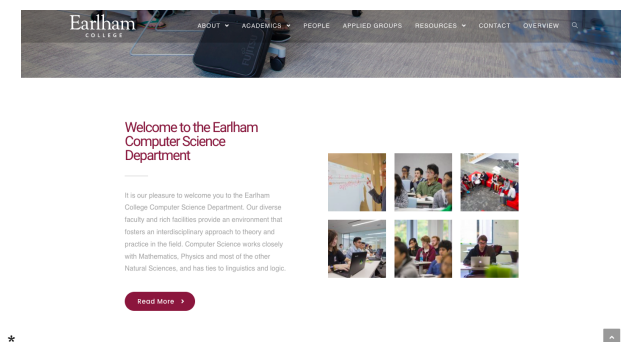 Earlham
COLLEGE
ABOUT ACADEMICS PEOPLE APPLIED GROUPS RESOURCES CONTACT OVERVIEW
Welcome to the Earlham
Computer Science
Department
It is our pleasure to welcome you to the Earlham
College Computer Science Department. Our diverse
faculty and rich facilities provide an environment that
fosters an interdisciplinary approach to theory and
practice in the field. Computer Science works closely
with Mathematics, Physics and most of the other
Natural Sciences, and has ties to linguistics and logic.
Read More
*